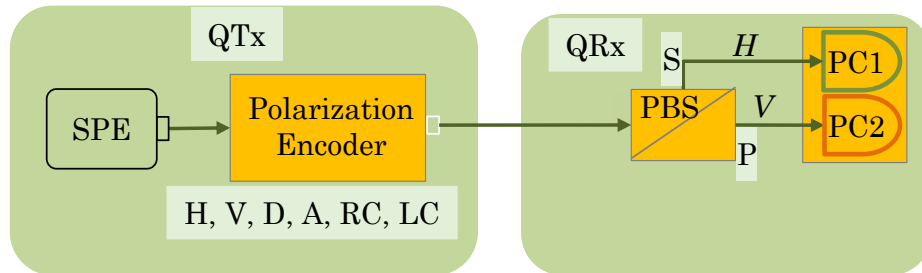 QTx
SPE
Polarization
Encoder
H, V, D, A, RC, LC
QRx
S
H
PC1
PBS
V
PC2
P